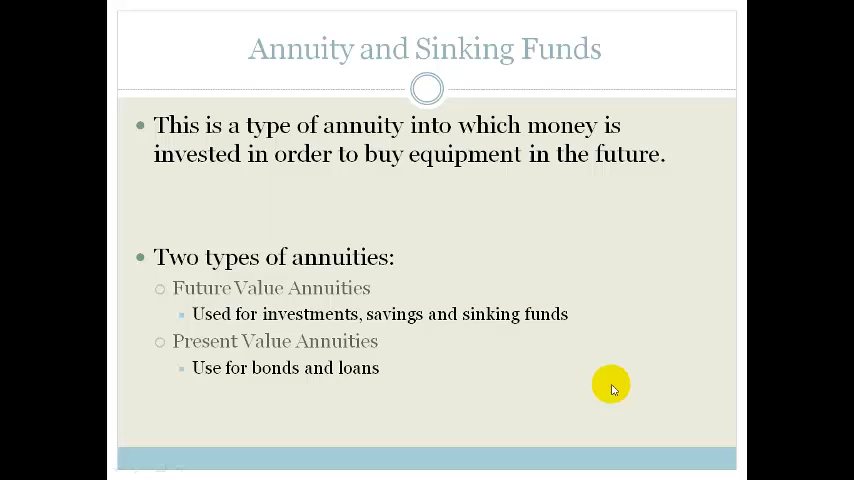 Annuity and Sinking Funds
This is a type of annuity into which money is
invested in order to buy equipment in the future.
Two types of annuities:
Future Value Annuities
Used for investments, savings and sinking funds
Present Value Annuities
Use for bonds and loans